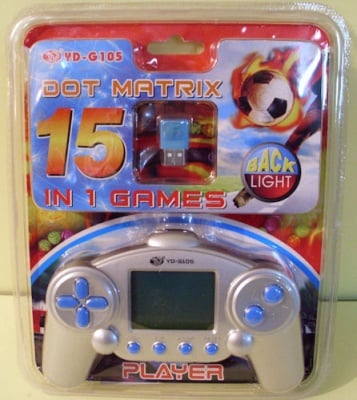 YD-G105
DOT MATRIX
15
IN 1 GAMES
BACK
LIGHT
YD-G105
PLAYER